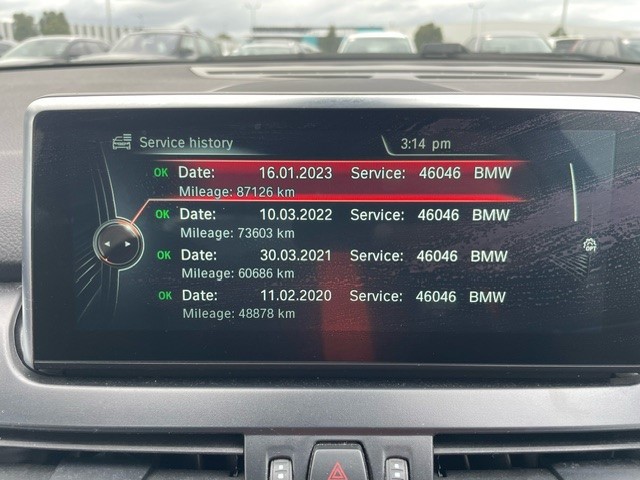 Service history 3:14 pm
OK Date: 16.01.2023 Service: 46046 BMW
Mileage: 87126 km
OK Date: 10.03.2022 Service: 46046 BMW
Mileage: 73603 km
OK Date: 30.03.2021 Service: 46046 BMW
Mileage: 60686 km
OK Date: 11.02.2020 Service: 46046 BMW
Mileage: 48878 km
OPT